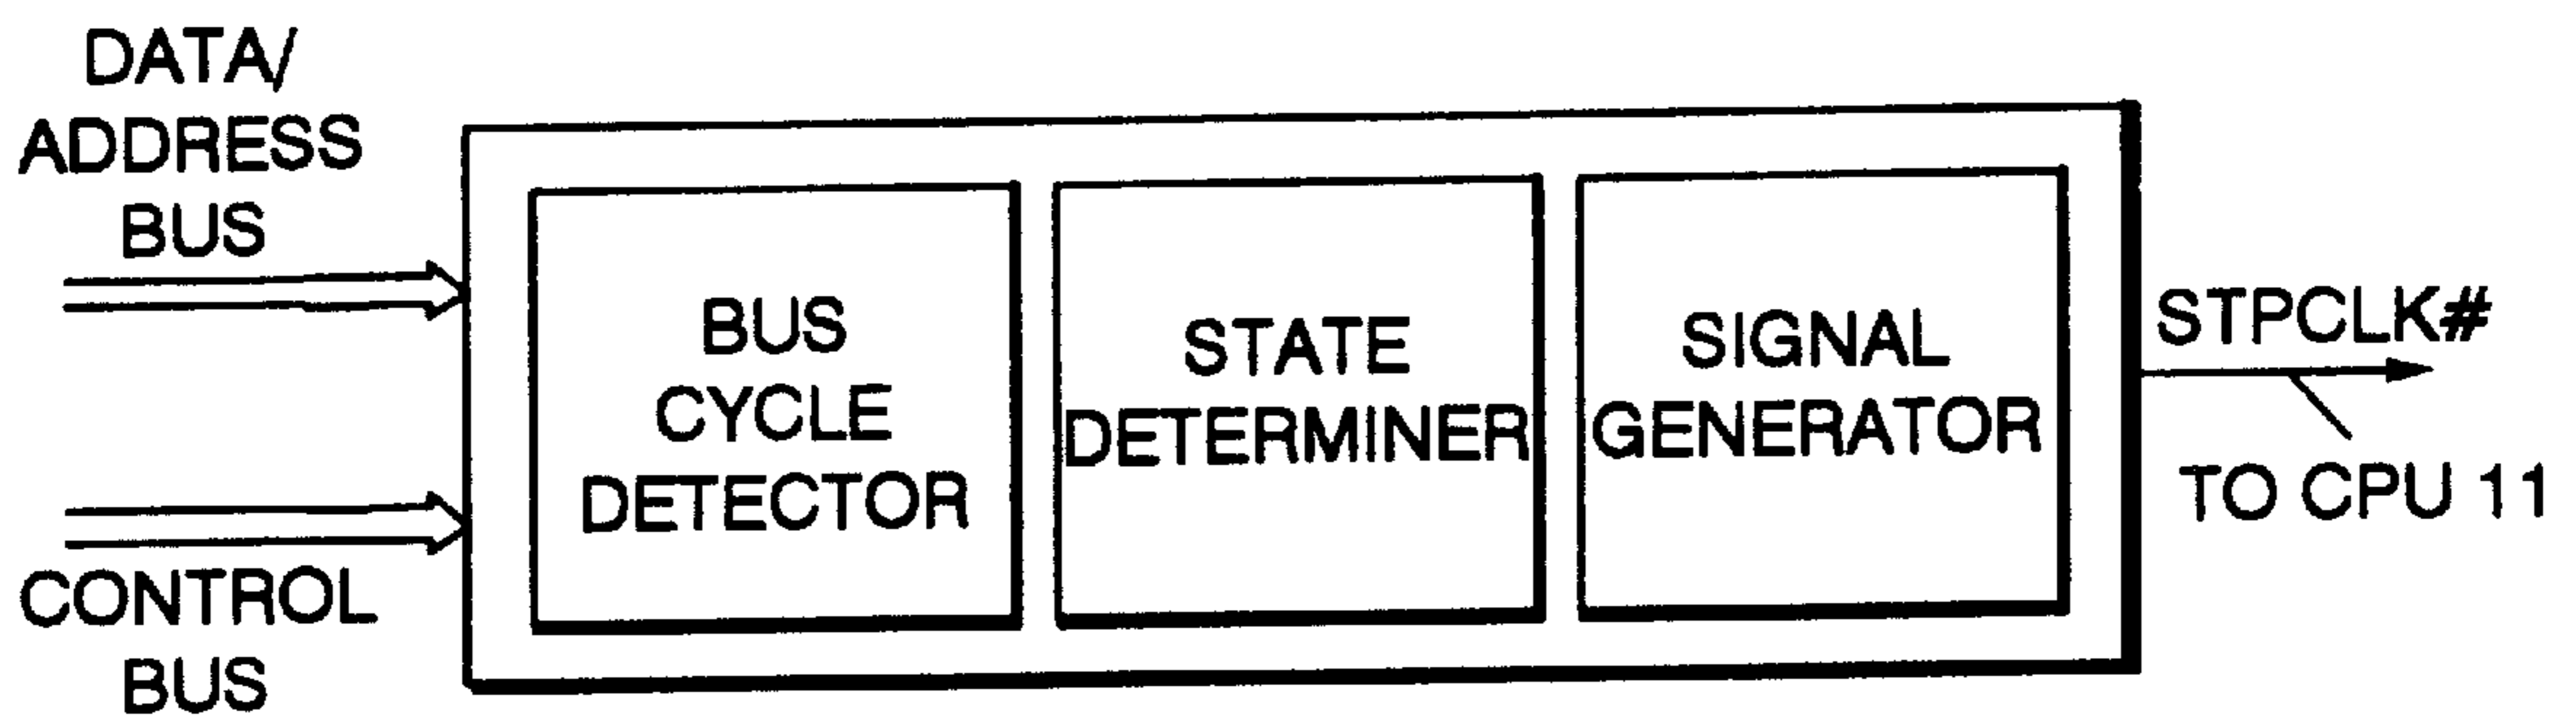 DATA/
ADDRESS
BUS
CONTROL
BUS
BUS
CYCLE
DETECTOR
STATE
DETERMINER
SIGNAL
GENERATOR
STPCLK#
TO CPU 11